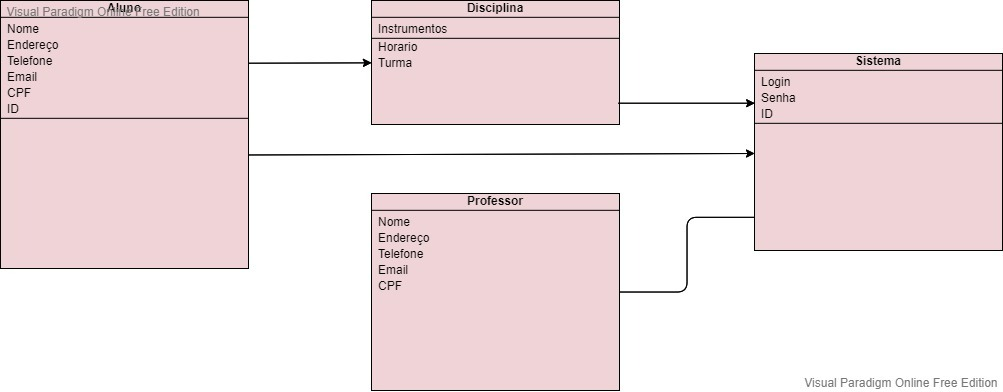 Visual Paradigm Online Free Edition
Aluno
Nome
Endereço
Telefone
Email
CPF
ID
Disciplina
Instrumentos
Horario
Turma
Sistema
Login
Senha
ID
Professor
Nome
Endereço
Telefone
Email
CPF
Visual Paradigm Online Free Edition